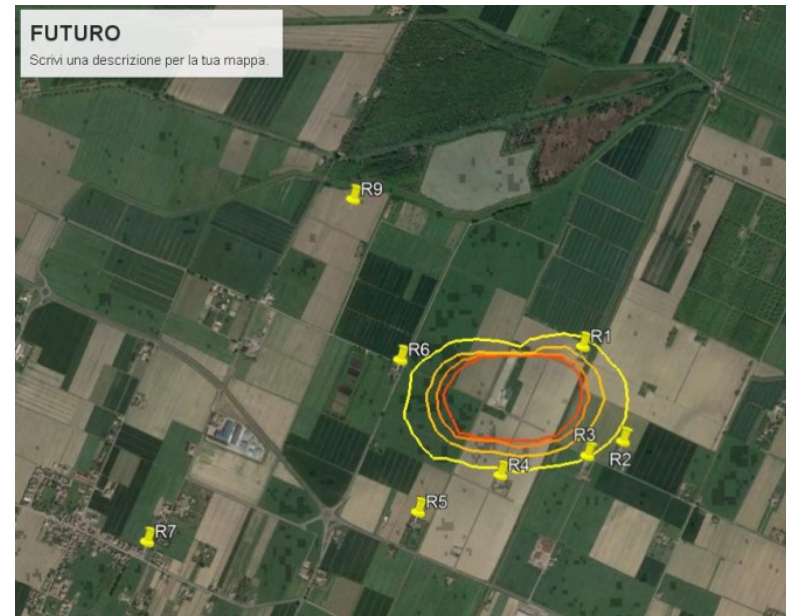 FUTURO
Scrivi una descrizione per la tua mappa.
R9
R1
R6
R3
R2
R4
R5
R7